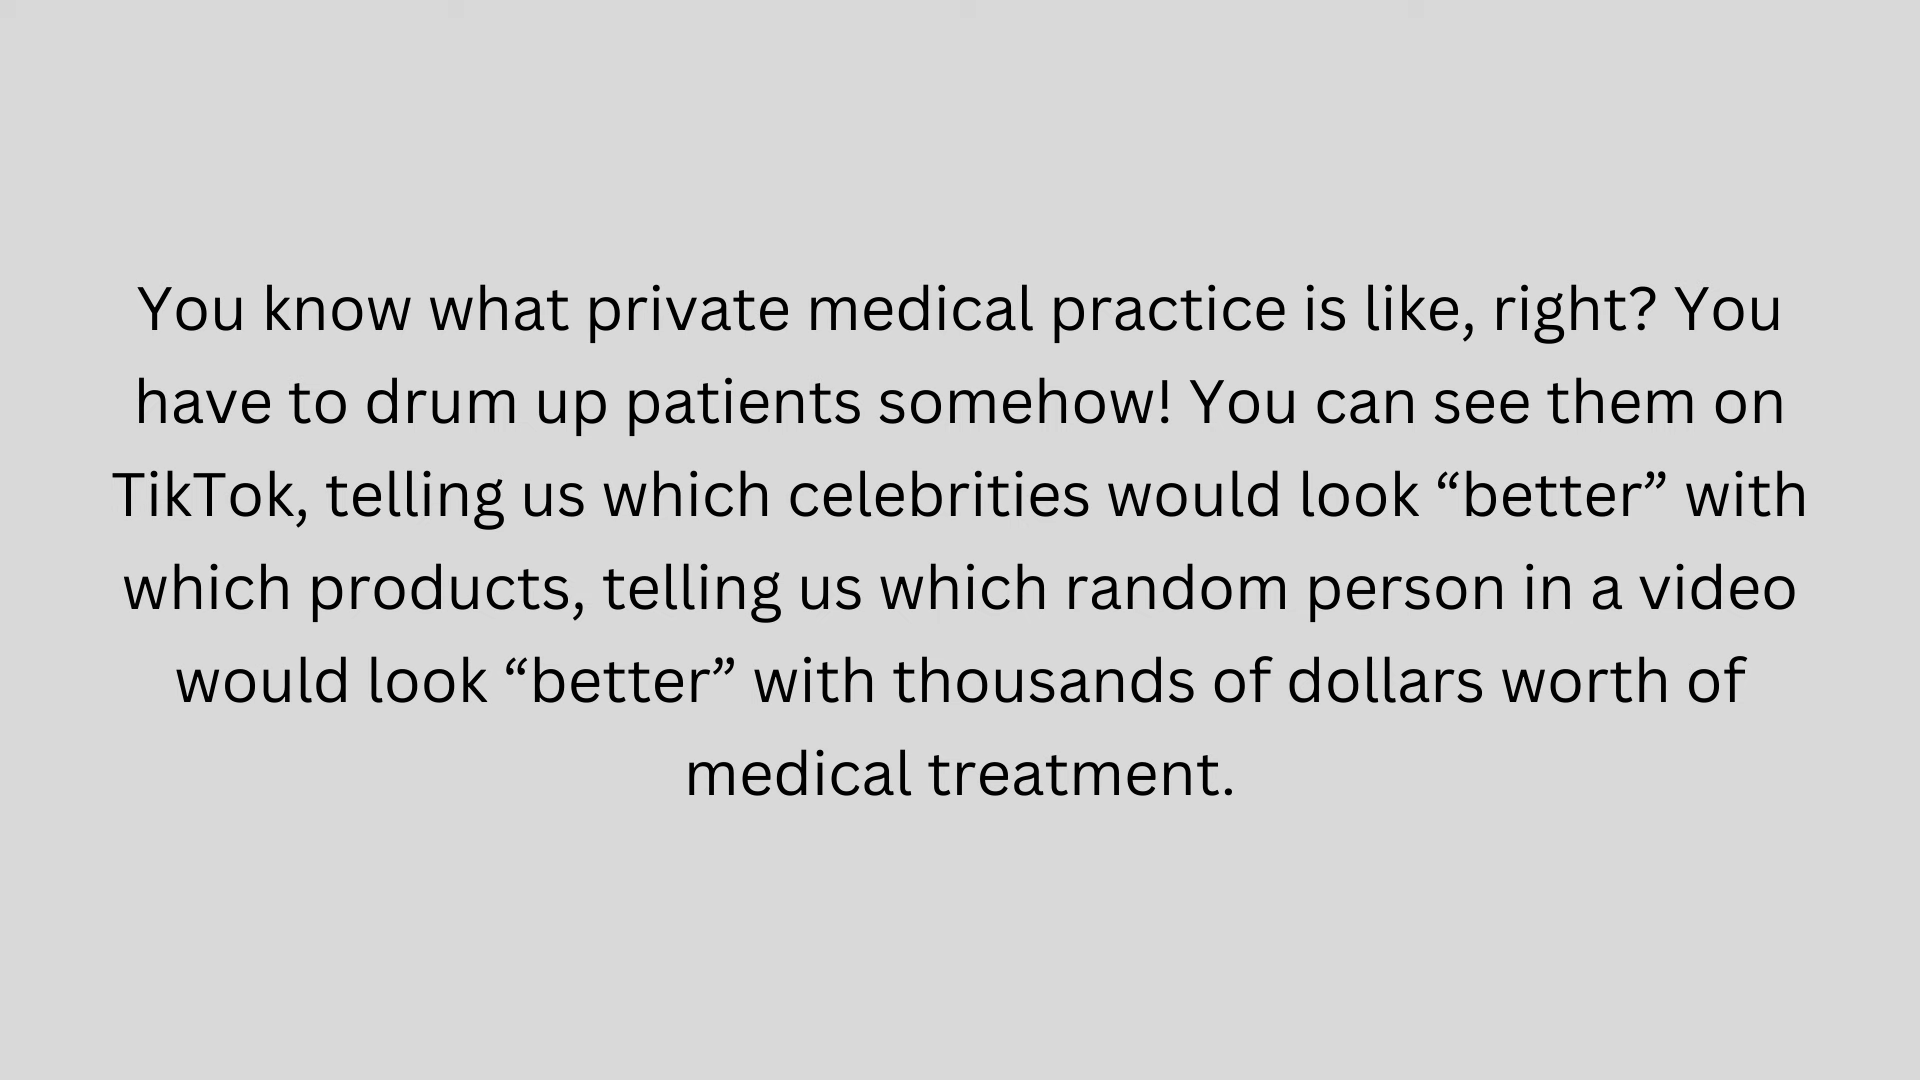 You know what private medical practice is like, right? You
have to drum up patients somehow! You can see them on
TikTok, telling us which celebrities would look “better” with
which products, telling us which random person in a video
would look “better” with thousands of dollars worth of
medical treatment.